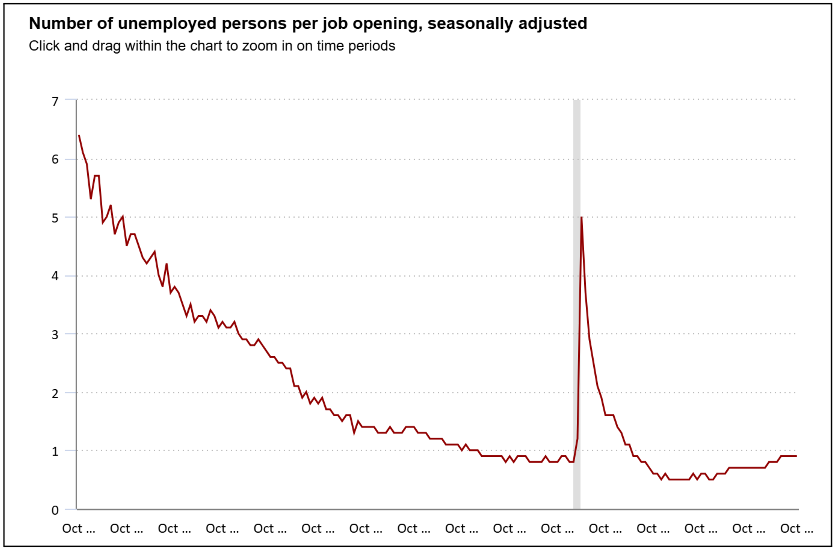 Number of unemployed persons per job opening, seasonally adjusted
Click and drag within the chart to zoom in on time periods
7
6
5
4
3
2
1
0
Oct ... Oct ... Oct ... Oct ... Oct ... Oct ... Oct ... Oct ... Oct ... Oct ... Oct ... Oct ... Oct ... Oct ... Oct ... Oct ...